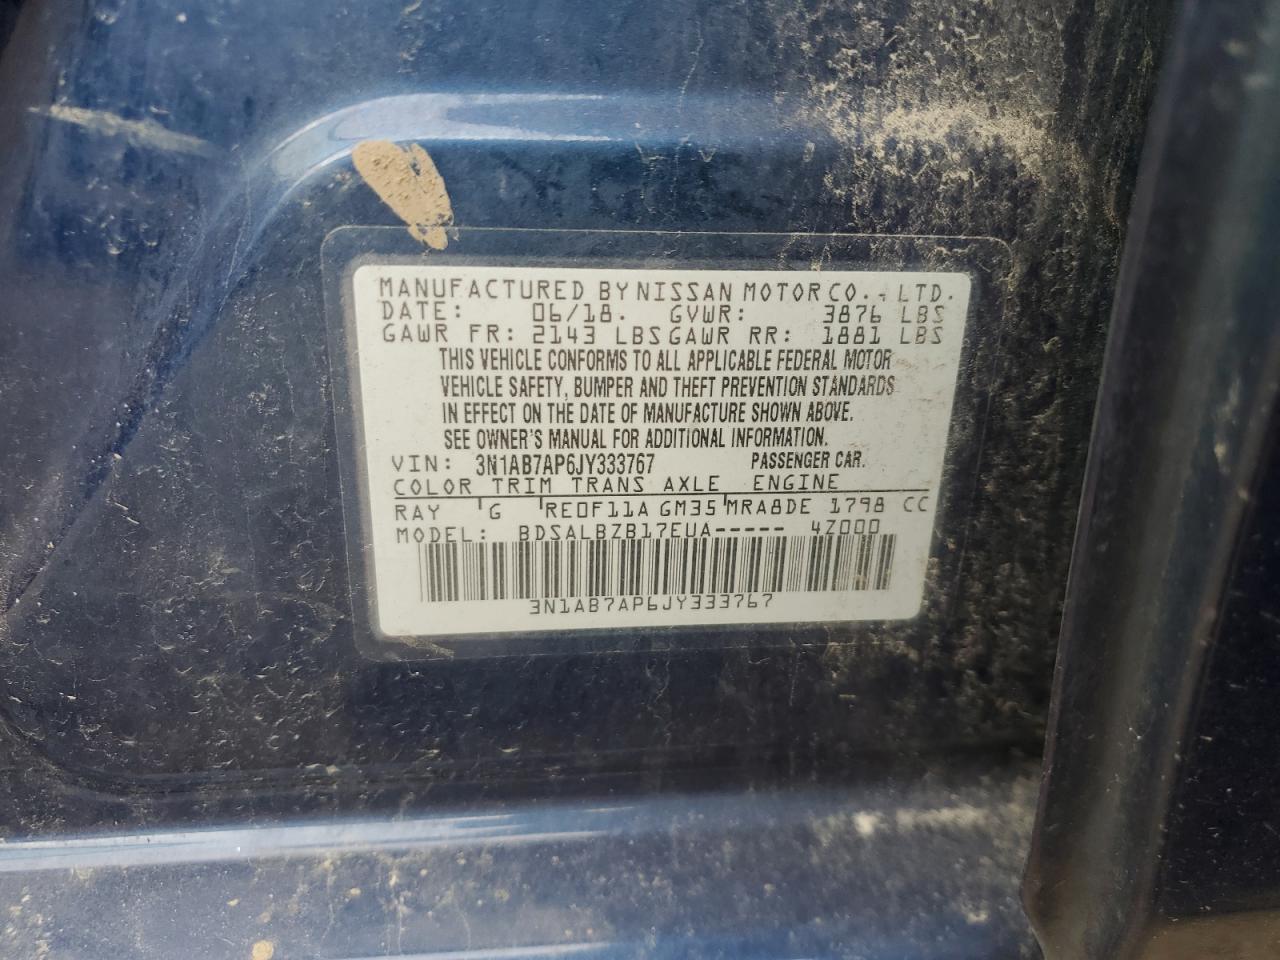 MANUFACTURED BY NISSAN MOTOR CO., LTD.
DATE: 06/18. GVWR: 3876 LBS
GAWR FR: 2143 LBS GAWR RR: 1881 LBS
THIS VEHICLE CONFORMS TO ALL APPLICABLE FEDERAL MOTOR
VEHICLE SAFETY, BUMPER AND THEFT PREVENTION STANDARDS
IN EFFECT ON THE DATE OF MANUFACTURE SHOWN ABOVE.
SEE OWNER'S MANUAL FOR ADDITIONAL INFORMATION.
VIN: 3N1AB7AP6JY333767 PASSENGER CAR.
COLOR TRIM TRANS AXLE ENGINE
RAY G RE0F11A GM35 MRA8DE 1798 CC
MODEL: BDSALBZB17EUA----- 4Z000
3N1AB7AP6JY333767